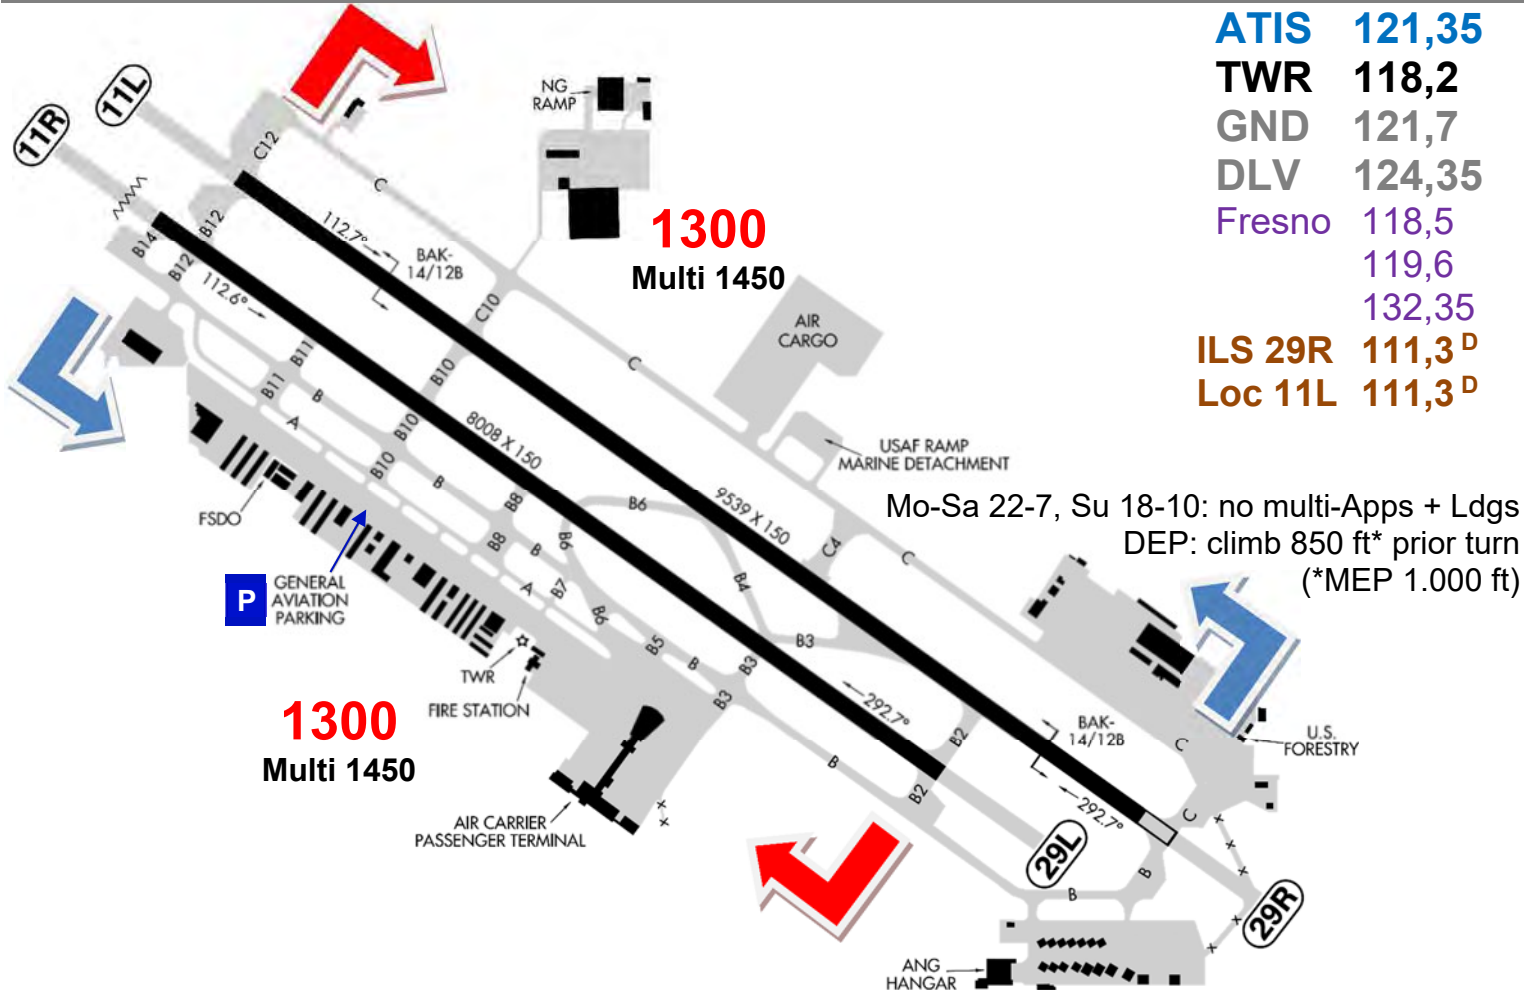 ATIS 121,35
TWR 118,2
GND 121,7
DLV 124,35
Fresno 118,5
119,6
132,35
ILS 29R 111,3 D
Loc 11L 111,3 D
11L
11R
C12
NG
RAMP
C
B12
B14
B12
112.7°
BAK-
14/12B
1300
Multi 1450
112.6°
C10
AIR
CARGO
B11
B11
B10
C
B
A
B10
B10
8008 X 150
USAF RAMP
MARINE DETACHMENT
B
B8
B6
9539 X 150
Mo-Sa 22-7, Su 18-10: no multi-Apps + Ldgs
DEP: climb 850 ft* prior turn
(*MEP 1.000 ft)
FSDO
B8
B
B6
C4
C
P
GENERAL
AVIATION
PARKING
A
B7
B4
B6
B5
B3
B
B3
B3
TWR
FIRE STATION
292.7°
B2
BAK-
14/12B
C
U.S.
FORESTRY
1300
Multi 1450
B
B2
292.7°
C
AIR CARRIER
PASSENGER TERMINAL
29L
B
B
29R
ANG
HANGAR